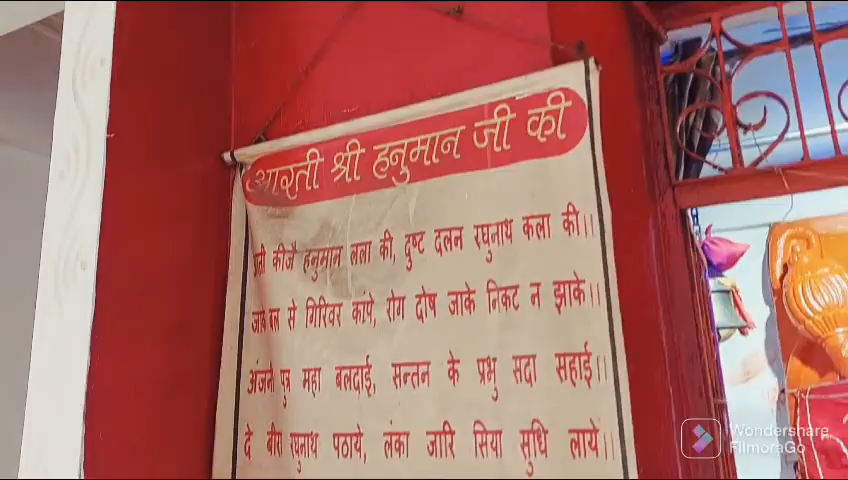 आरती श्री हनुमान जी की
कीजै हनुमान लला की, दुष्ट दलन रघुनाथ कला की।।
जाके बल से गिरिवर कांपे, रोग दोष जाके निकट न झाके।।
अंजनी पुत्र महा बलदाई, सन्तन के प्रभु सदा सहाई।।
दे बीरा रघुनाथ पठाये, लंका जारि सिया सुधि लाये।।
Wondershare
FilmoraGo